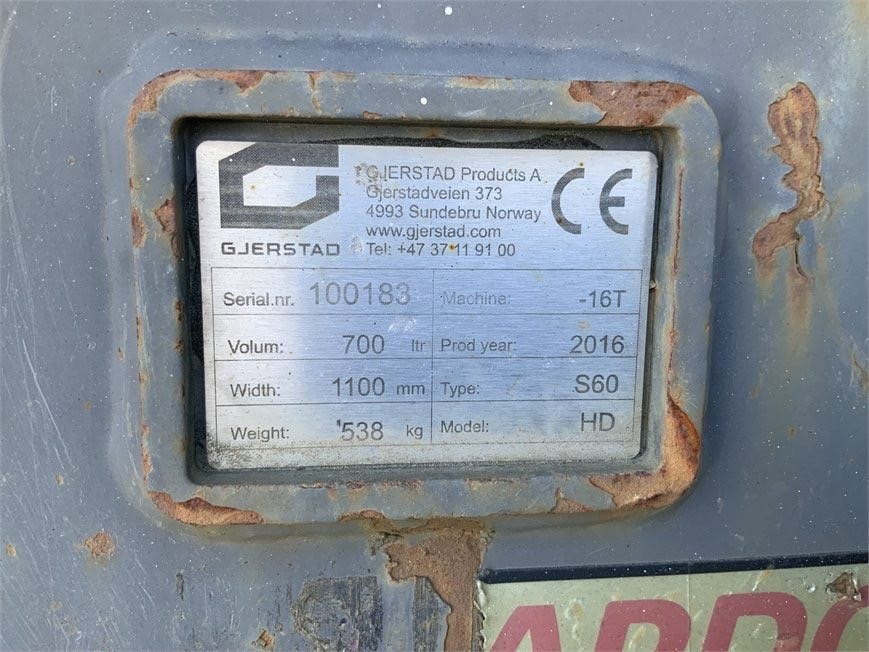 GJERSTAD Products A
Gjerstadveien 373
4993 Sundebru Norway
www.gjerstad.com
Tel: +47 37 11 91 00
GJERSTAD
CE
Serial.nr. 100183 Machine: -16T
Volum: 700 ltr Prod year: 2016
Width: 1100 mm Type: S60
Weight: 538 kg Model: HD